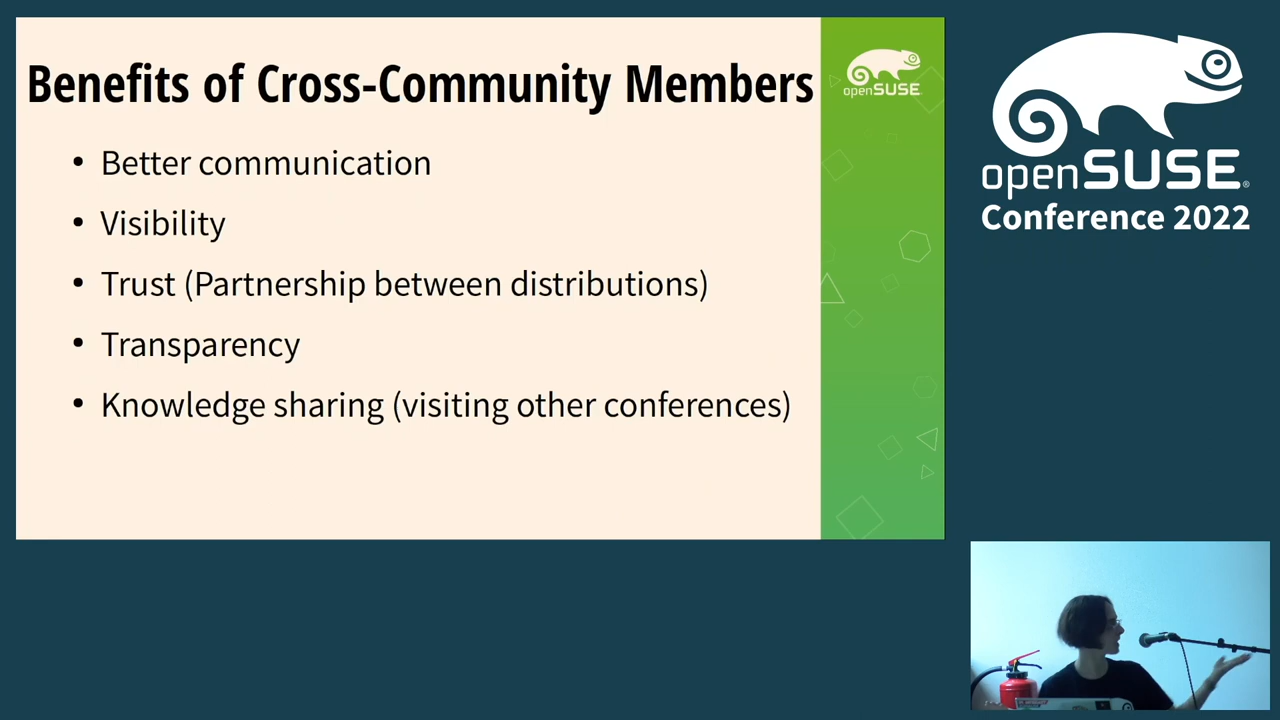 Benefits of Cross-Community Members
• Better communication
• Visibility
• Trust (Partnership between distributions)
• Transparency
• Knowledge sharing (visiting other conferences)
openSUSE
openSUSE®
Conference 2022